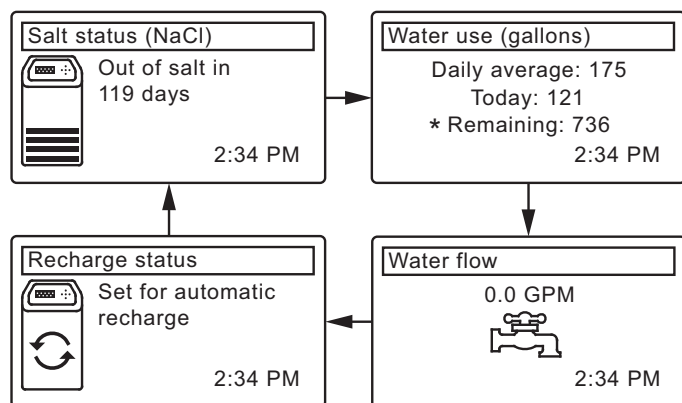 Salt status (NaCl)
Out of salt in
119 days
2:34 PM
Water use (gallons)
Daily average: 175
Today: 121
* Remaining: 736
2:34 PM
Recharge status
Set for automatic
recharge
2:34 PM
Water flow
0.0 GPM
2:34 PM